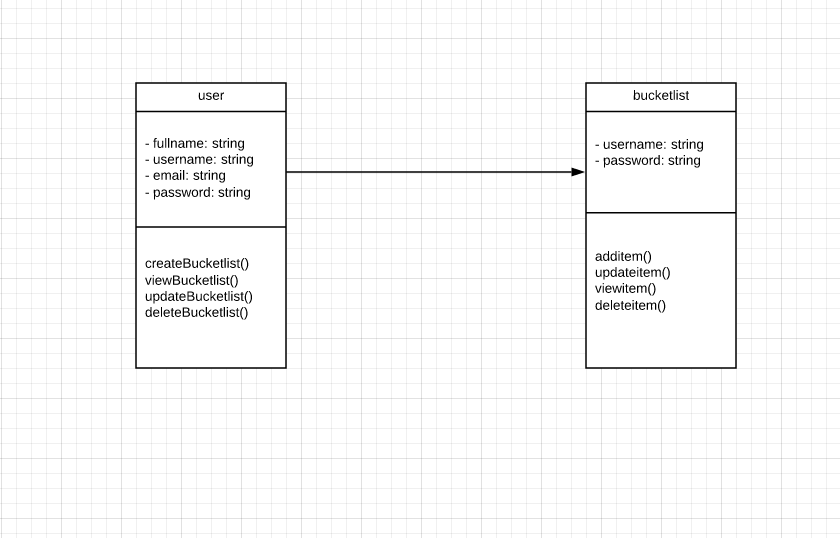 user
- fullname: string
- username: string
- email: string
- password: string
createBucketlist()
viewBucketlist()
updateBucketlist()
deleteBucketlist()
bucketlist
- username: string
- password: string
additem()
updateitem()
viewitem()
deleteitem()